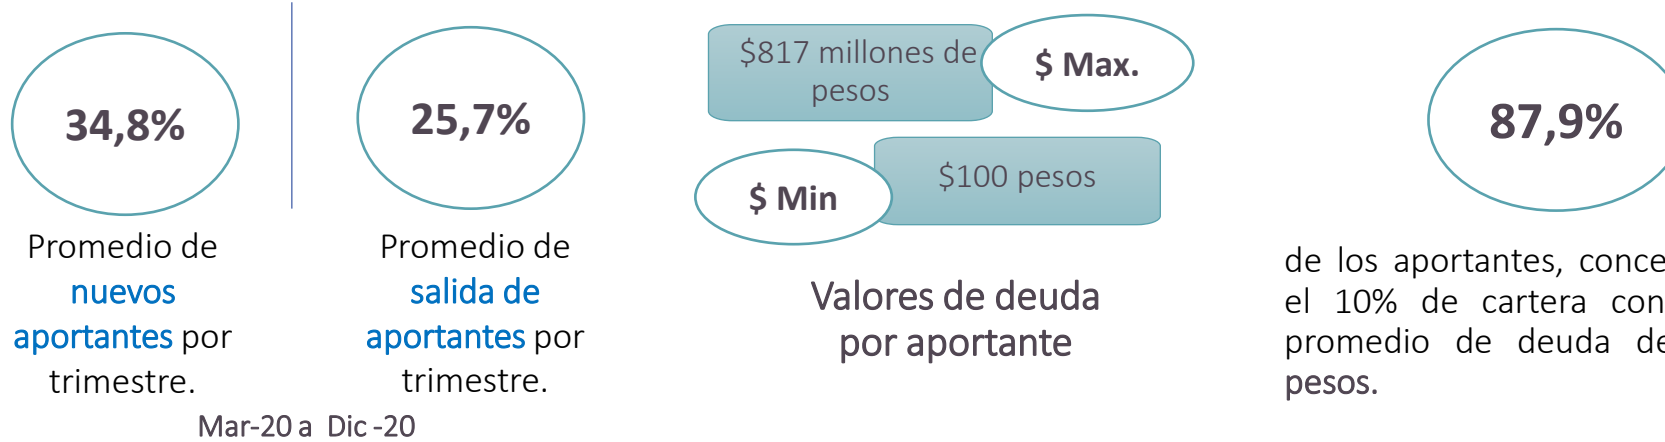 34,8%
Promedio de
nuevos
aportantes por
trimestre.
25,7%
Promedio de
salida de
aportantes por
trimestre.
Mar-20 a Dic -20
$817 millones de
pesos
$ Max.
$ Min
$100 pesos
Valores de deuda
por aportante
87,9%
de los aportantes,
el 10% de cartera con
promedio de deuda
pesos.